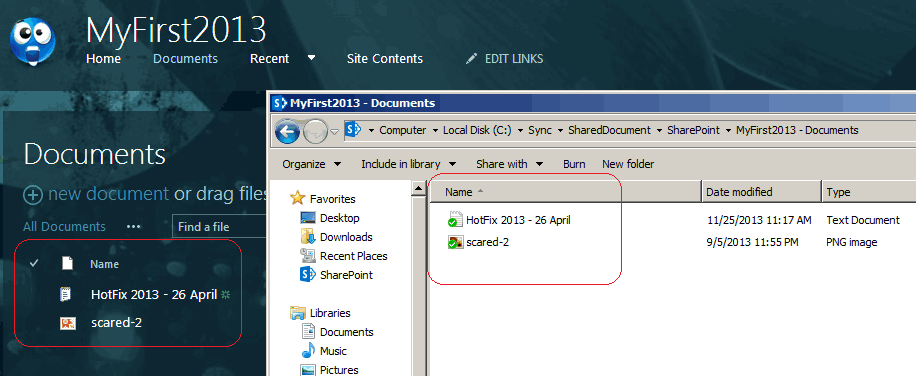 MyFirst2013
Home Documents Recent Site Contents EDIT LINKS
Documents
new document or drag files
All Documents ... Find a file
Name
HotFix 2013 - 26 April
scared-2
MyFirst2013 - Documents
Computer Local Disk (C:) Sync SharedDocument SharePoint MyFirst2013 - Documents
Organize Include in library Share with Burn New folder
Favorites
Desktop
Downloads
Recent Places
SharePoint
Libraries
Documents
Music
Pictures
Name Date modified Type
HotFix 2013 - 26 April 11/25/2013 11:17 AM Text Document
scared-2 9/5/2013 11:55 PM PNG image